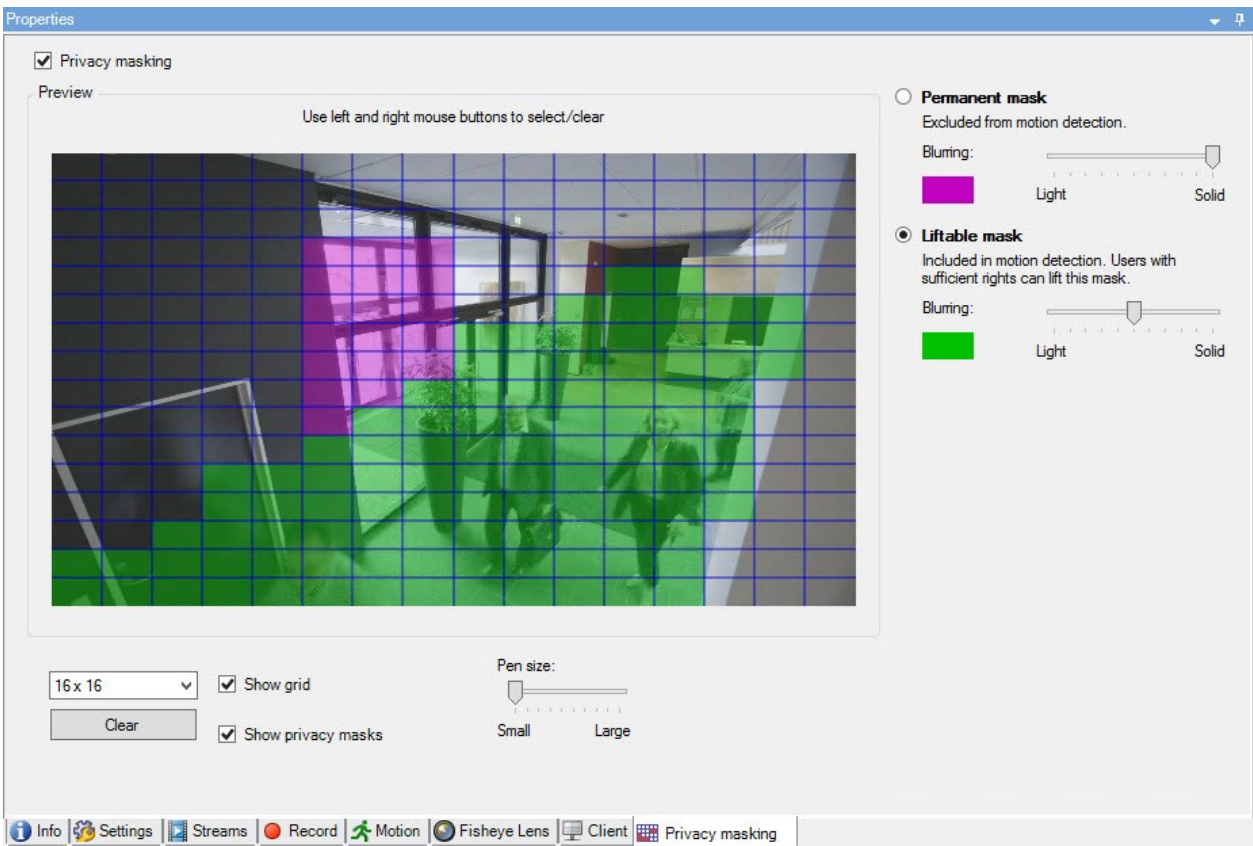 Properties
Privacy masking
Preview
Use left and right mouse buttons to select/clear
Permanent mask
Excluded from motion detection.
Blurring:
Light Solid
Liftable mask
Included in motion detection. Users with
sufficient rights can lift this mask.
Blurring:
Light Solid
16 x 16
Show grid
Clear
Show privacy masks
Pen size:
Small Large
Info Settings Streams Record Motion Fisheye Lens Client Privacy masking